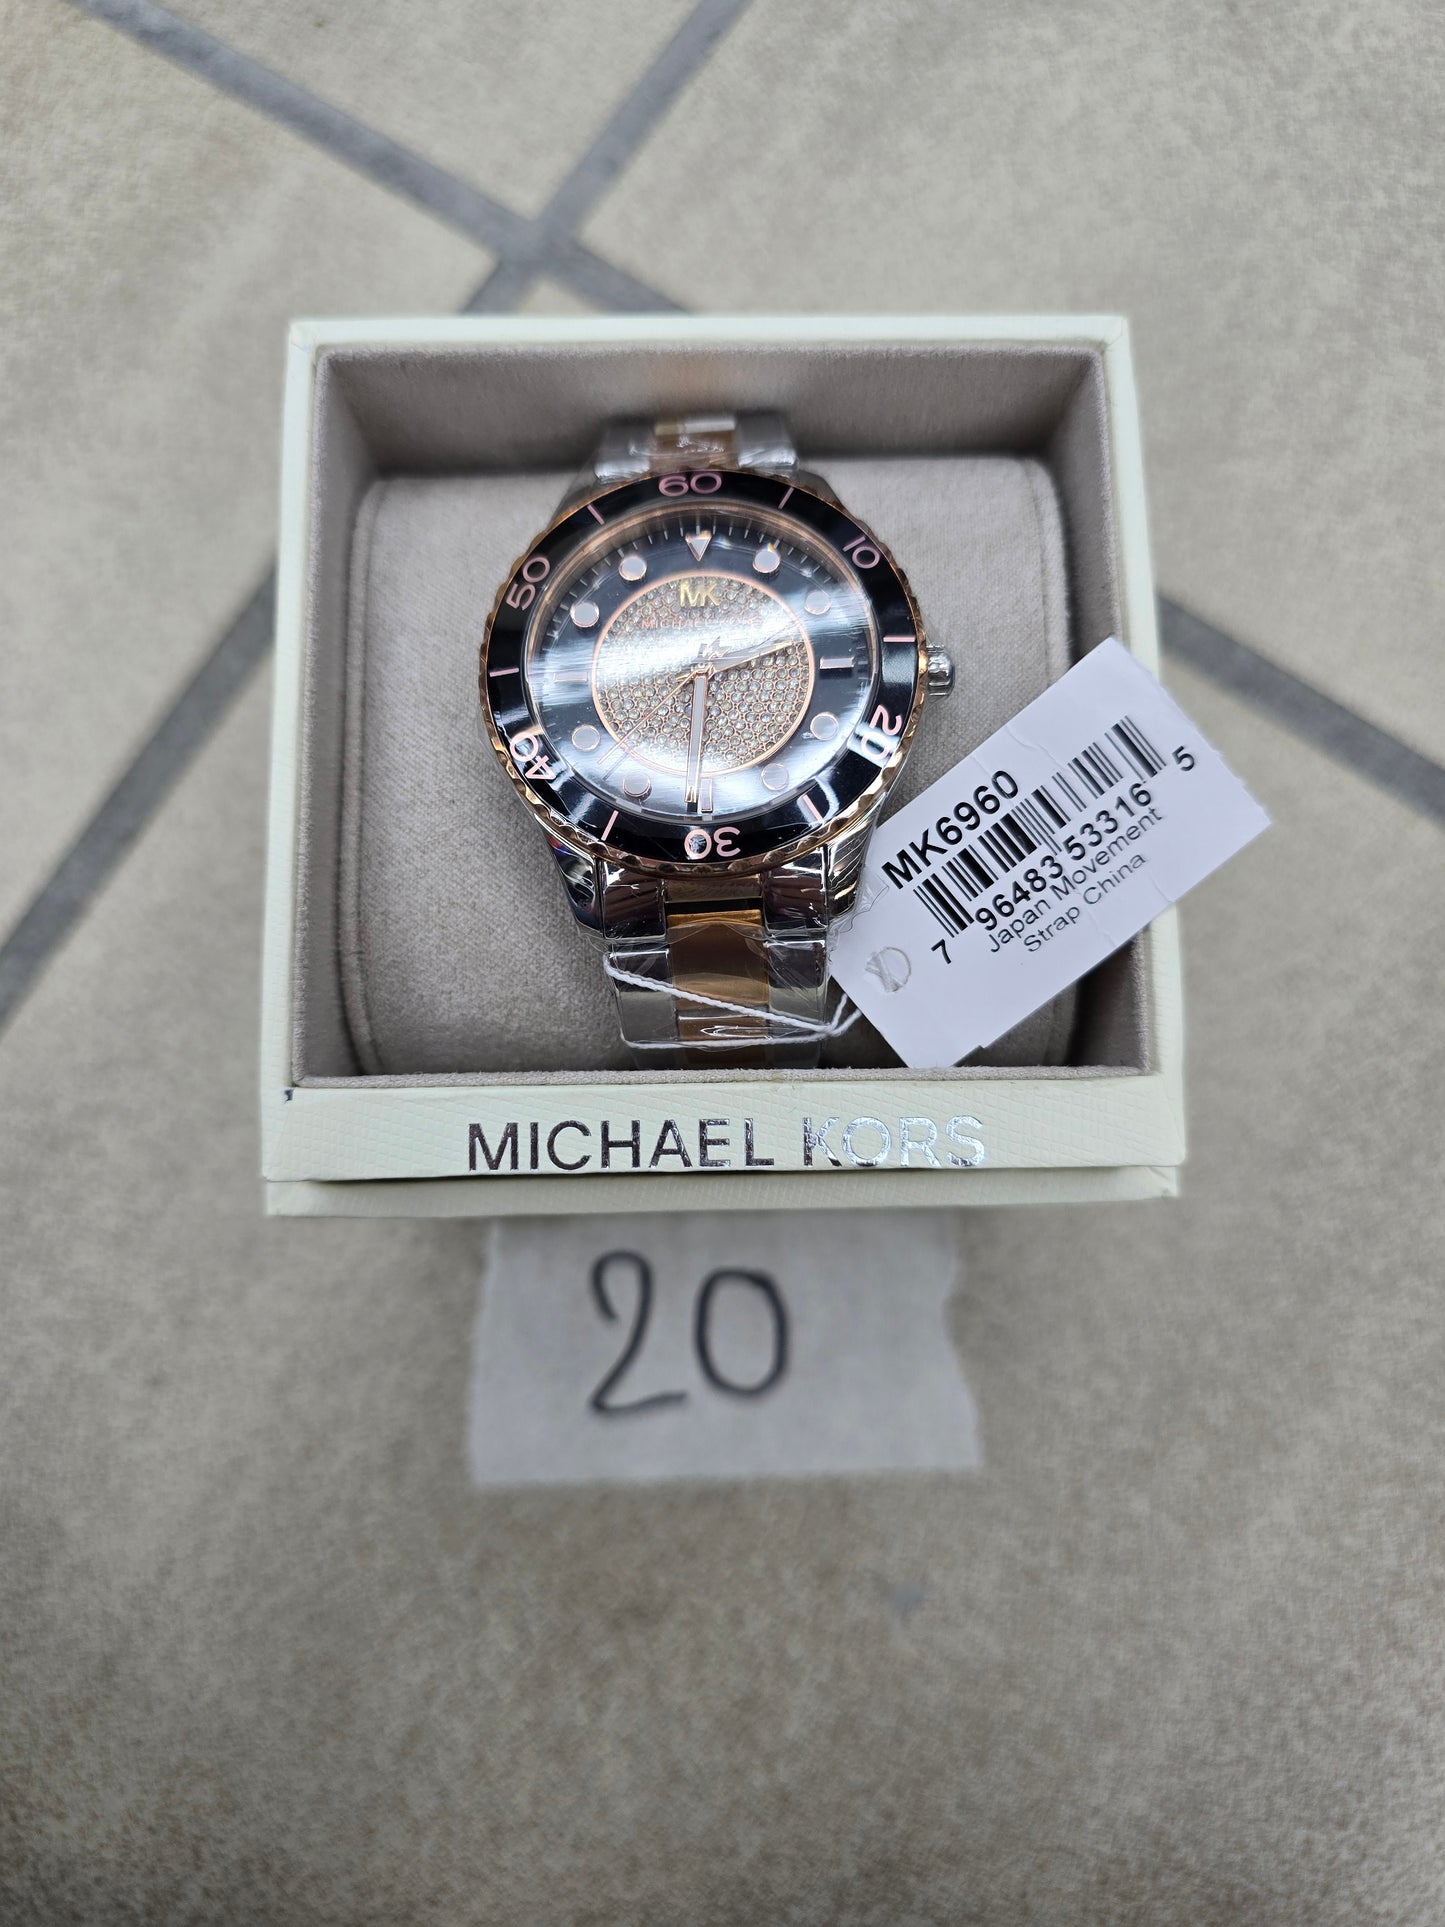 60
10
50
MK
MICHAEL KORS
20
40
30
MK6960
7 96483 53316 5
Japan Movement
Strap China
MICHAEL KORS
20